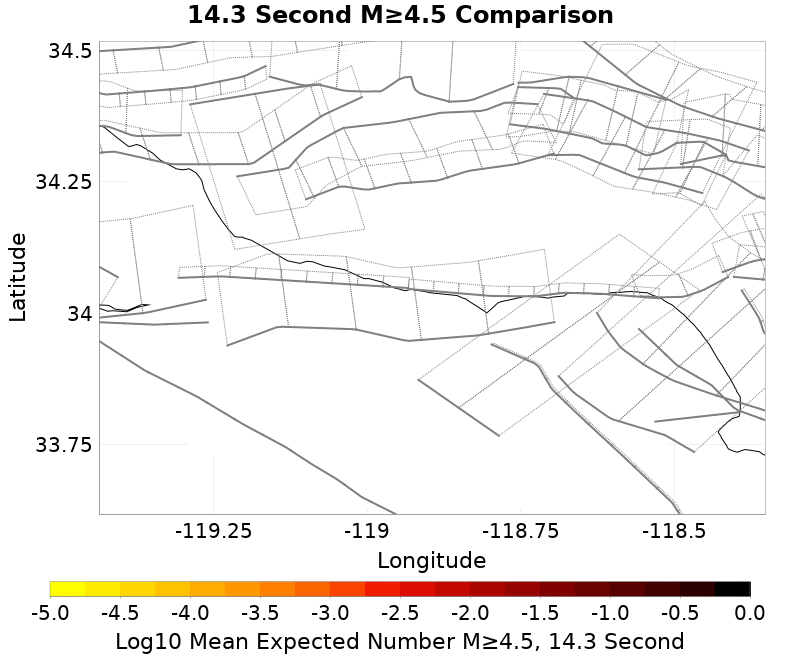 14.3 Second M≥4.5 Comparison
34.5
34.25
34
33.75
Latitude
-119.25 -119 -118.75 -118.5
Longitude
-5.0 -4.5 -4.0 -3.5 -3.0 -2.5 -2.0 -1.5 -1.0 -0.5 0.0
Log10 Mean Expected Number M≥4.5, 14.3 Second